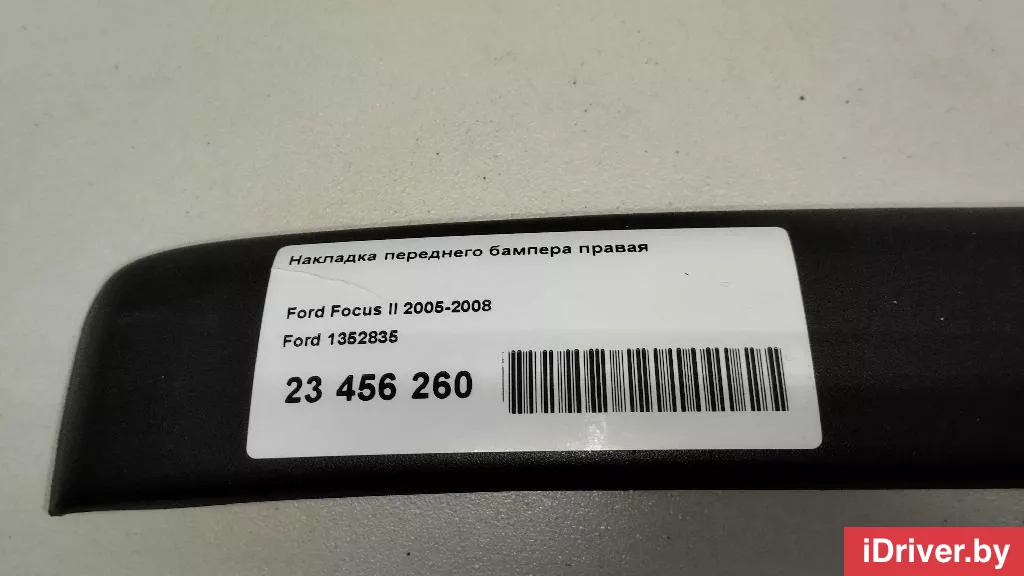 Накладка переднего бампера правая
Ford Focus II 2005-2008
Ford 1352835
23 456 260
iDriver.by